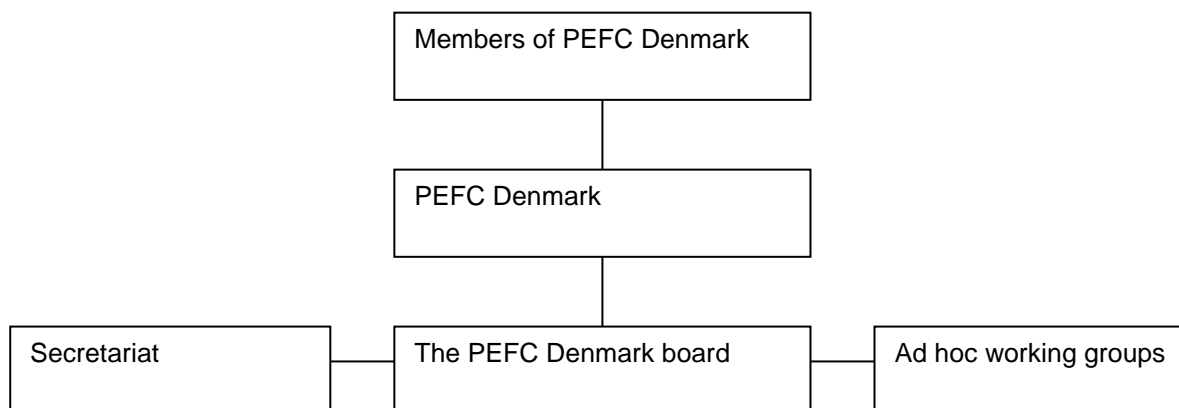 Members of PEFC Denmark
PEFC Denmark
Secretariat
The PEFC Denmark board
Ad hoc working groups